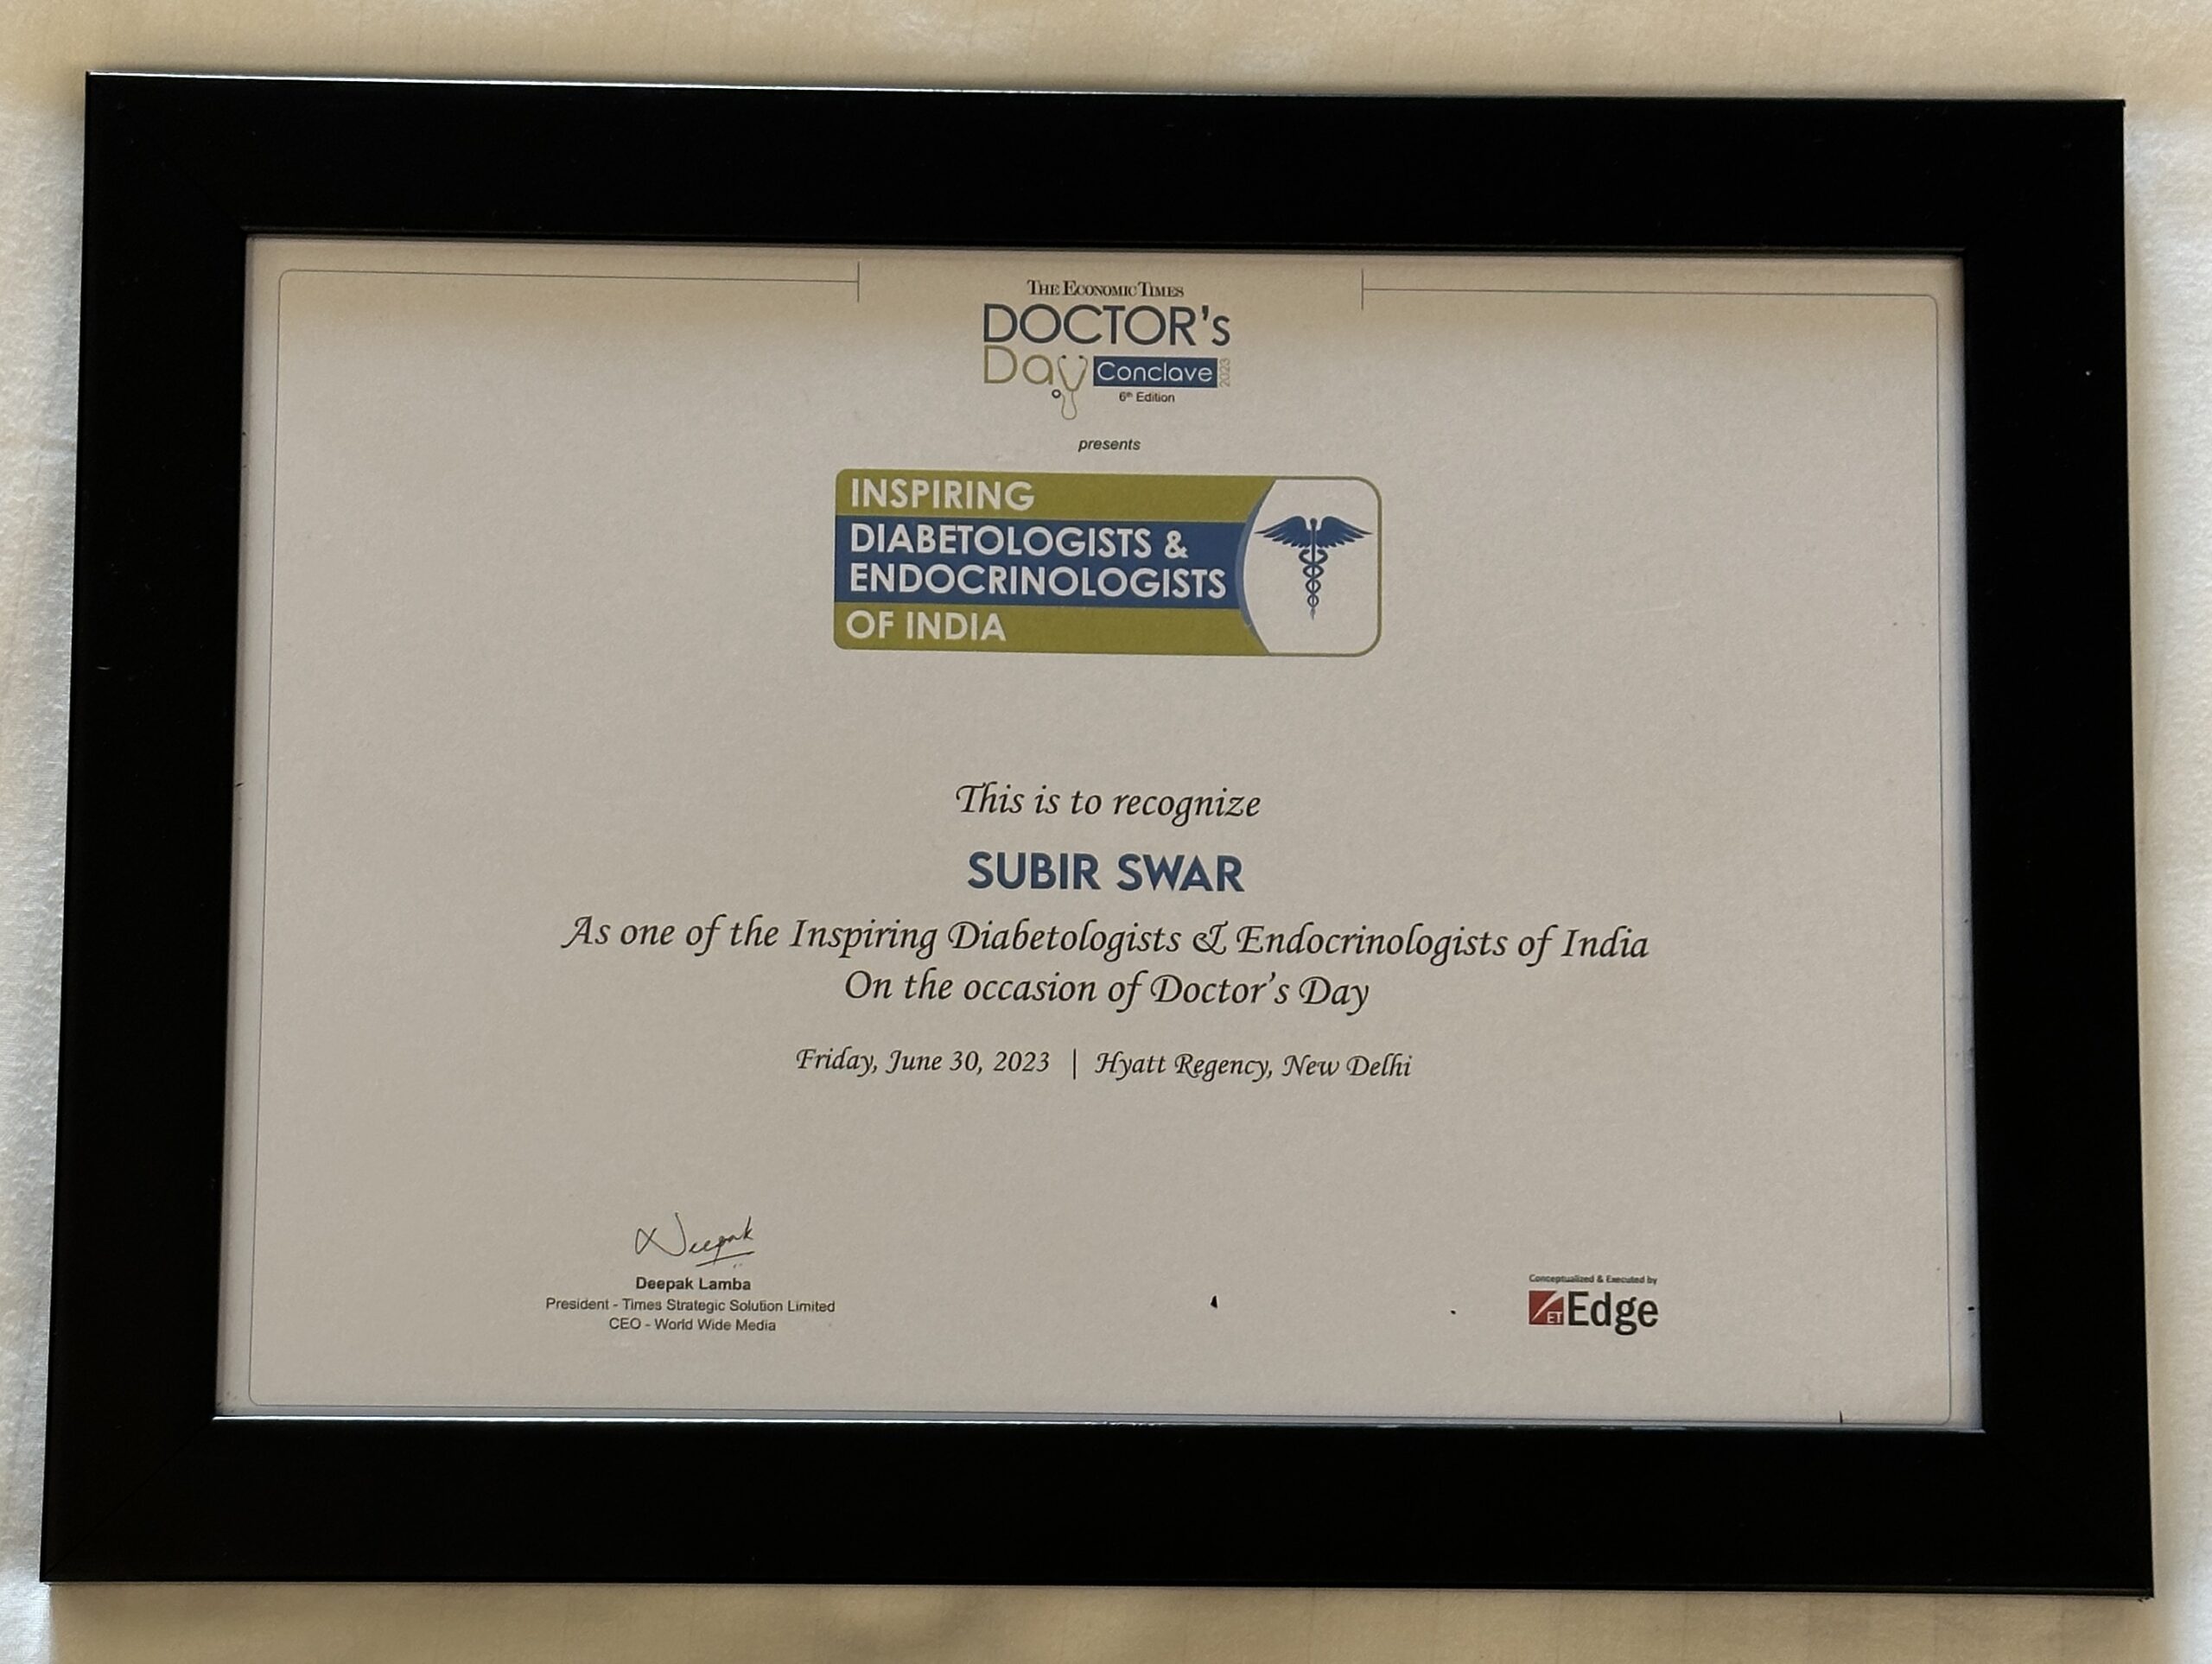 THE ECONOMIC TIMES
DOCTOR's
Day Conclave 2023
6th Edition
presents
INSPIRING
DIABETOLOGISTS &
ENDOCRINOLOGISTS
OF INDIA
This is to recognize
SUBIR SWAR
As one of the Inspiring Diabetologists & Endocrinologists of India
On the occasion of Doctor's Day
Friday, June 30, 2023 | Hyatt Regency, New Delhi
Deepak
Deepak Lamba
President - Times Strategic Solution Limited
CEO - World Wide Media
Conceptualized & Executed by
ET Edge